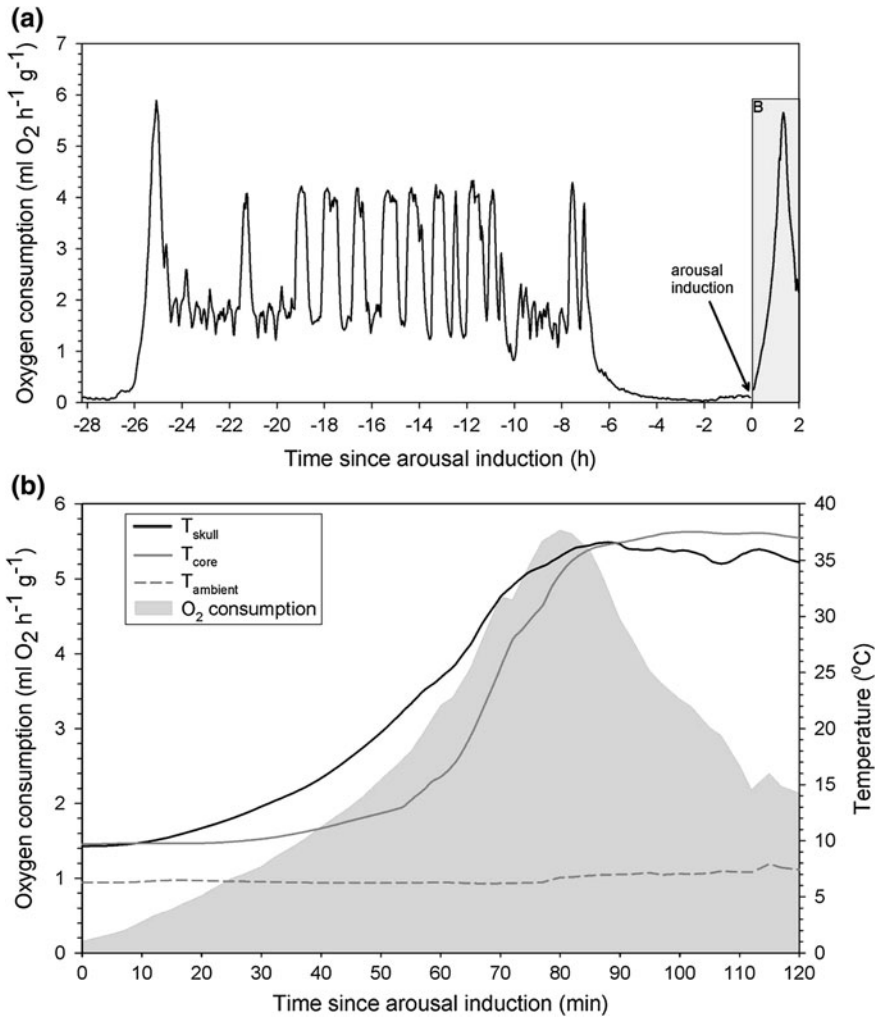 (a)
7
6
5
4
3
2
1
0
Oxygen consumption (ml O2 h-1 g-1)
B
arousal
induction
-28 -26 -24 -22 -20 -18 -16 -14 -12 -10 -8 -6 -4 -2 0 2
Time since arousal induction (h)
(b)
6
5
4
3
2
1
0
Oxygen consumption (ml O2 h-1 g-1)
Tskull
Tcore
Tambient
O2 consumption
40
35
30
25
20
15
10
5
0
Temperature (oC)
0 10 20 30 40 50 60 70 80 90 100 110 120
Time since arousal induction (min)